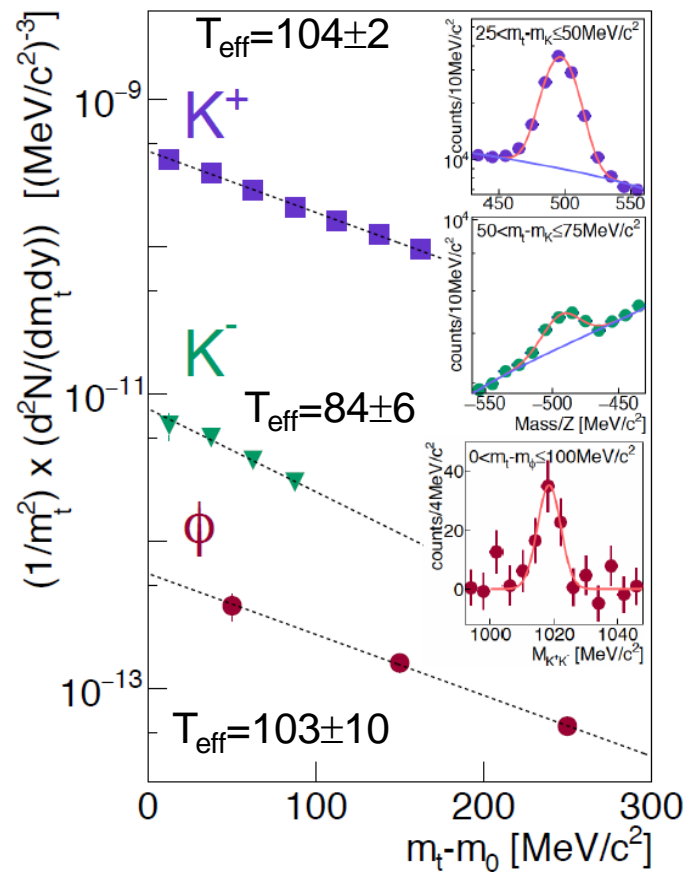 (1/m_t^2) x (d^2N/(dm_tdy)) [(MeV/c^2)^-3]
10^-9
10^-11
10^-13
T_eff=104±2
K^+
K^-
T_eff=84±6
ϕ
T_eff=103±10
0 100 200 300
m_t-m_0 [MeV/c^2]
25<m_t-m_K≤50MeV/c^2
counts/10MeV/c^2
10^4
450 500 550
50<m_t-m_K≤75MeV/c^2
counts/10MeV/c^2
10^4
−550 −500 −450
Mass/Z [MeV/c^2]
0<m_t-m_ϕ≤100MeV/c^2
counts/4MeV/c^2
40
20
0
1000 1020 1040
M_K^+K^- [MeV/c^2]